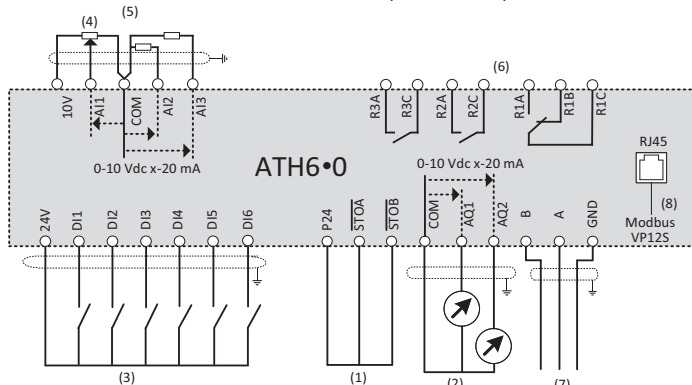 (5)
(4)
(6)
10V
AI1
COM
AI2
AI3
R3A
R3C
R2A
R2C
R1A
R1B
R1C
0-10 Vdc x-20 mA
ATH6•0
0-10 Vdc x-20 mA
RJ45
(8)
Modbus
VP12S
24V
DI1
DI2
DI3
DI4
DI5
DI6
P24
STOA
STOB
COM
AQ1
AQ2
B
A
GND
(3)
(1)
(2)
(7)